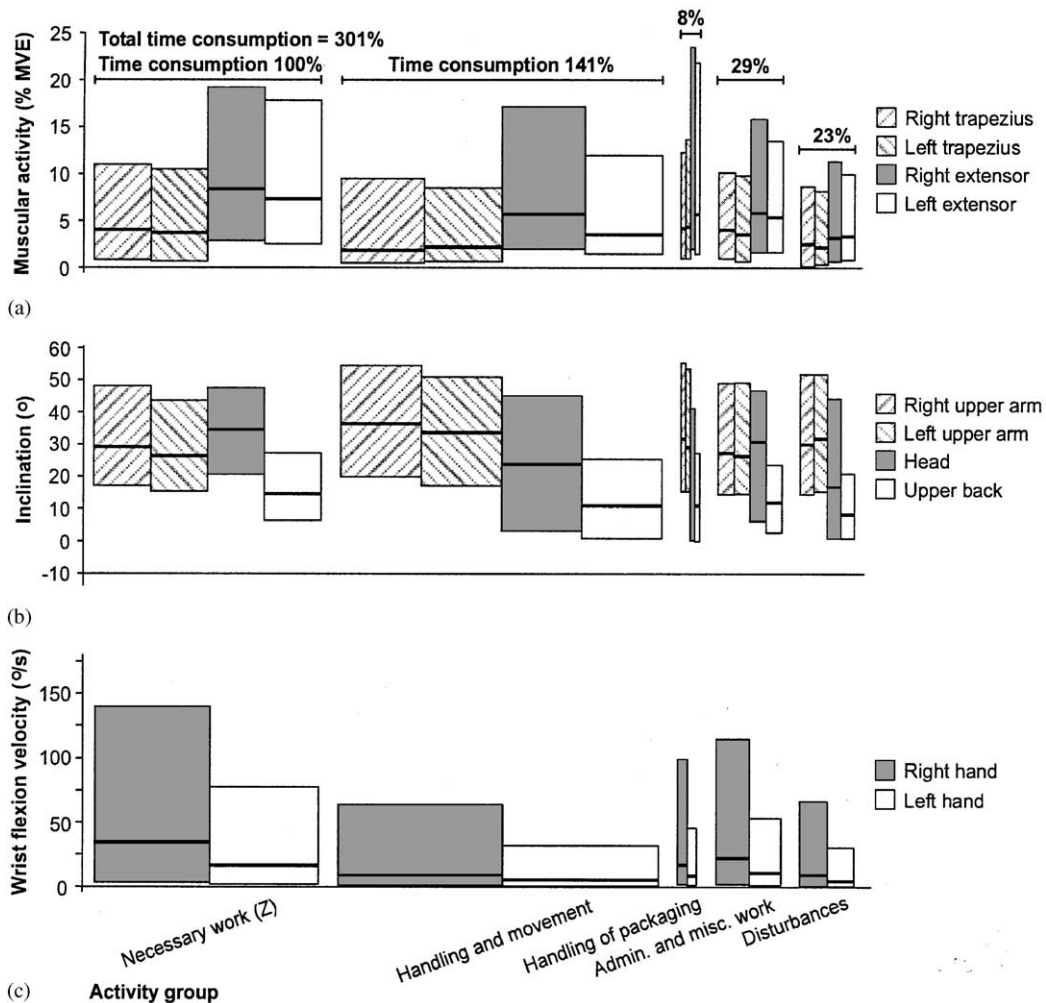 Muscular activity (% MVE)
25
20
15
10
5
0
Total time consumption = 301%
Time consumption 100%
Time consumption 141%
8%
29%
23%
Right trapezius
Left trapezius
Right extensor
Left extensor
(a)
Inclination (º)
60
50
40
30
20
10
0
-10
Right upper arm
Left upper arm
Head
Upper back
(b)
Wrist flexion velocity (º/s)
150
100
50
0
Right hand
Left hand
Necessary work (Z)
Handling and movement
Handling of packaging
Admin. and misc. work
Disturbances
(c) Activity group